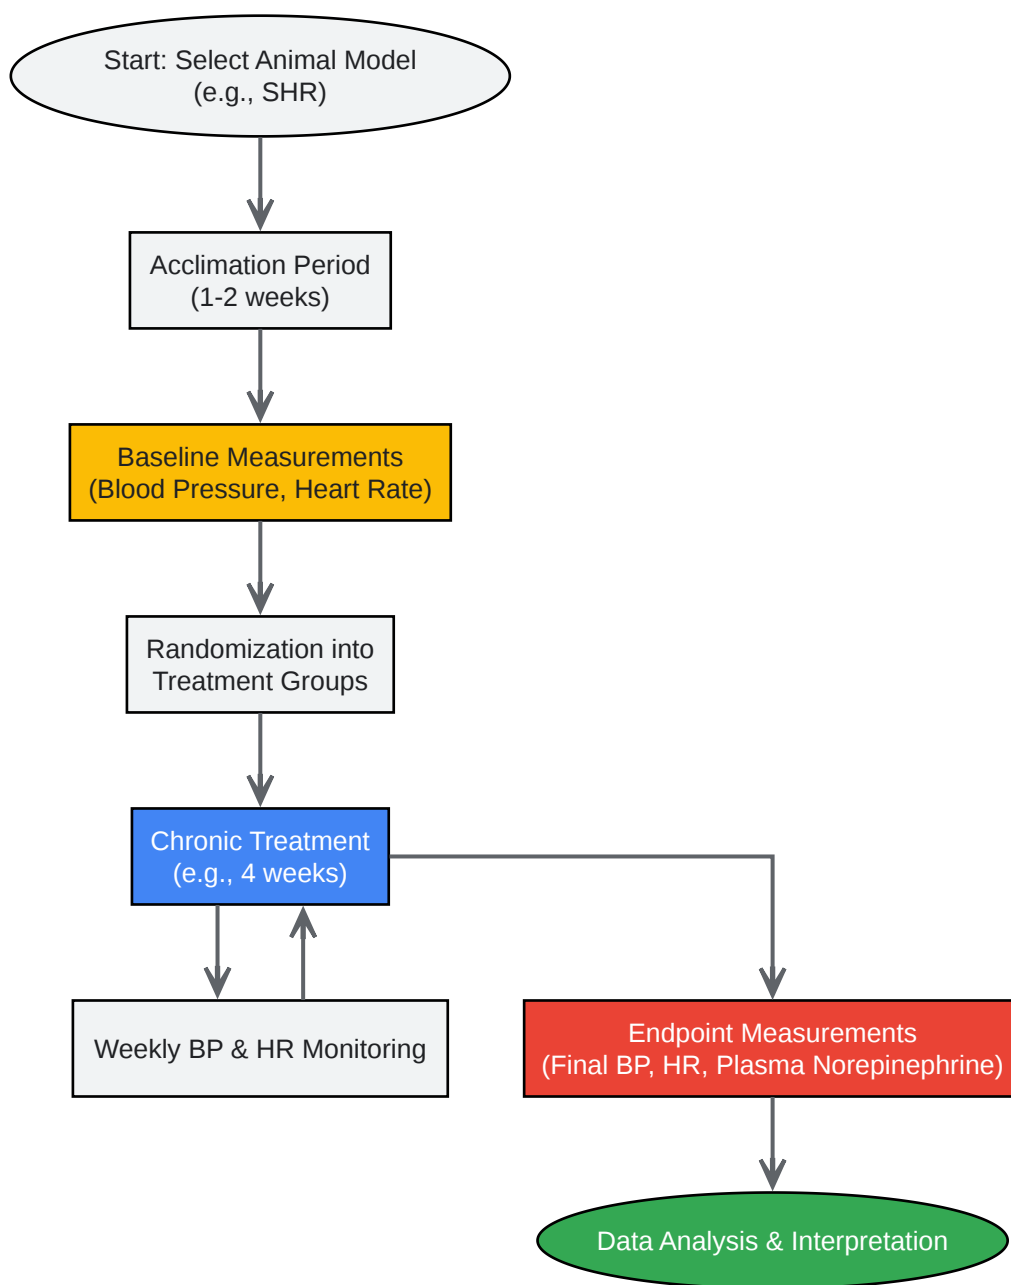 Start: Select Animal Model
(e.g., SHR)
Acclimation Period
(1-2 weeks)
Baseline Measurements
(Blood Pressure, Heart Rate)
Randomization into
Treatment Groups
Chronic Treatment
(e.g., 4 weeks)
Weekly BP & HR Monitoring
Endpoint Measurements
(Final BP, HR, Plasma Norepinephrine)
Data Analysis & Interpretation